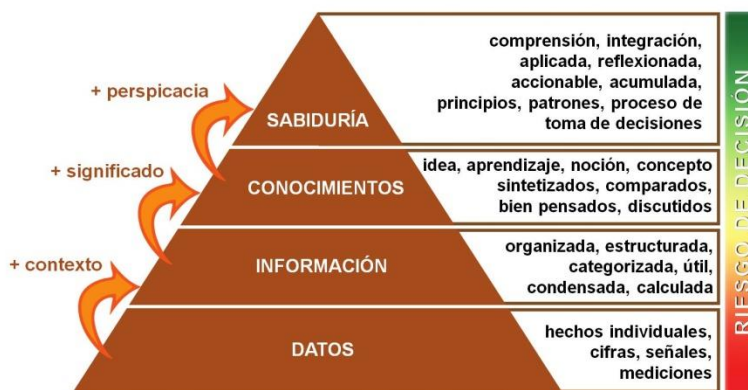 comprensión, integración,
aplicada, reflexionada,
accionable, acumulada,
principios, patrones, proceso de
toma de decisiones
+ perspicacia
SABIDURÍA
+ significado
CONOCIMIENTOS
idea, aprendizaje, noción, concepto
sintetizados, comparados,
bien pensados, discutidos
+ contexto
INFORMACIÓN
organizada, estructurada,
categorizada, útil,
condensada, calculada
DATOS
hechos individuales,
cifras, señales,
mediciones
RIESGO DE DECISIÓN